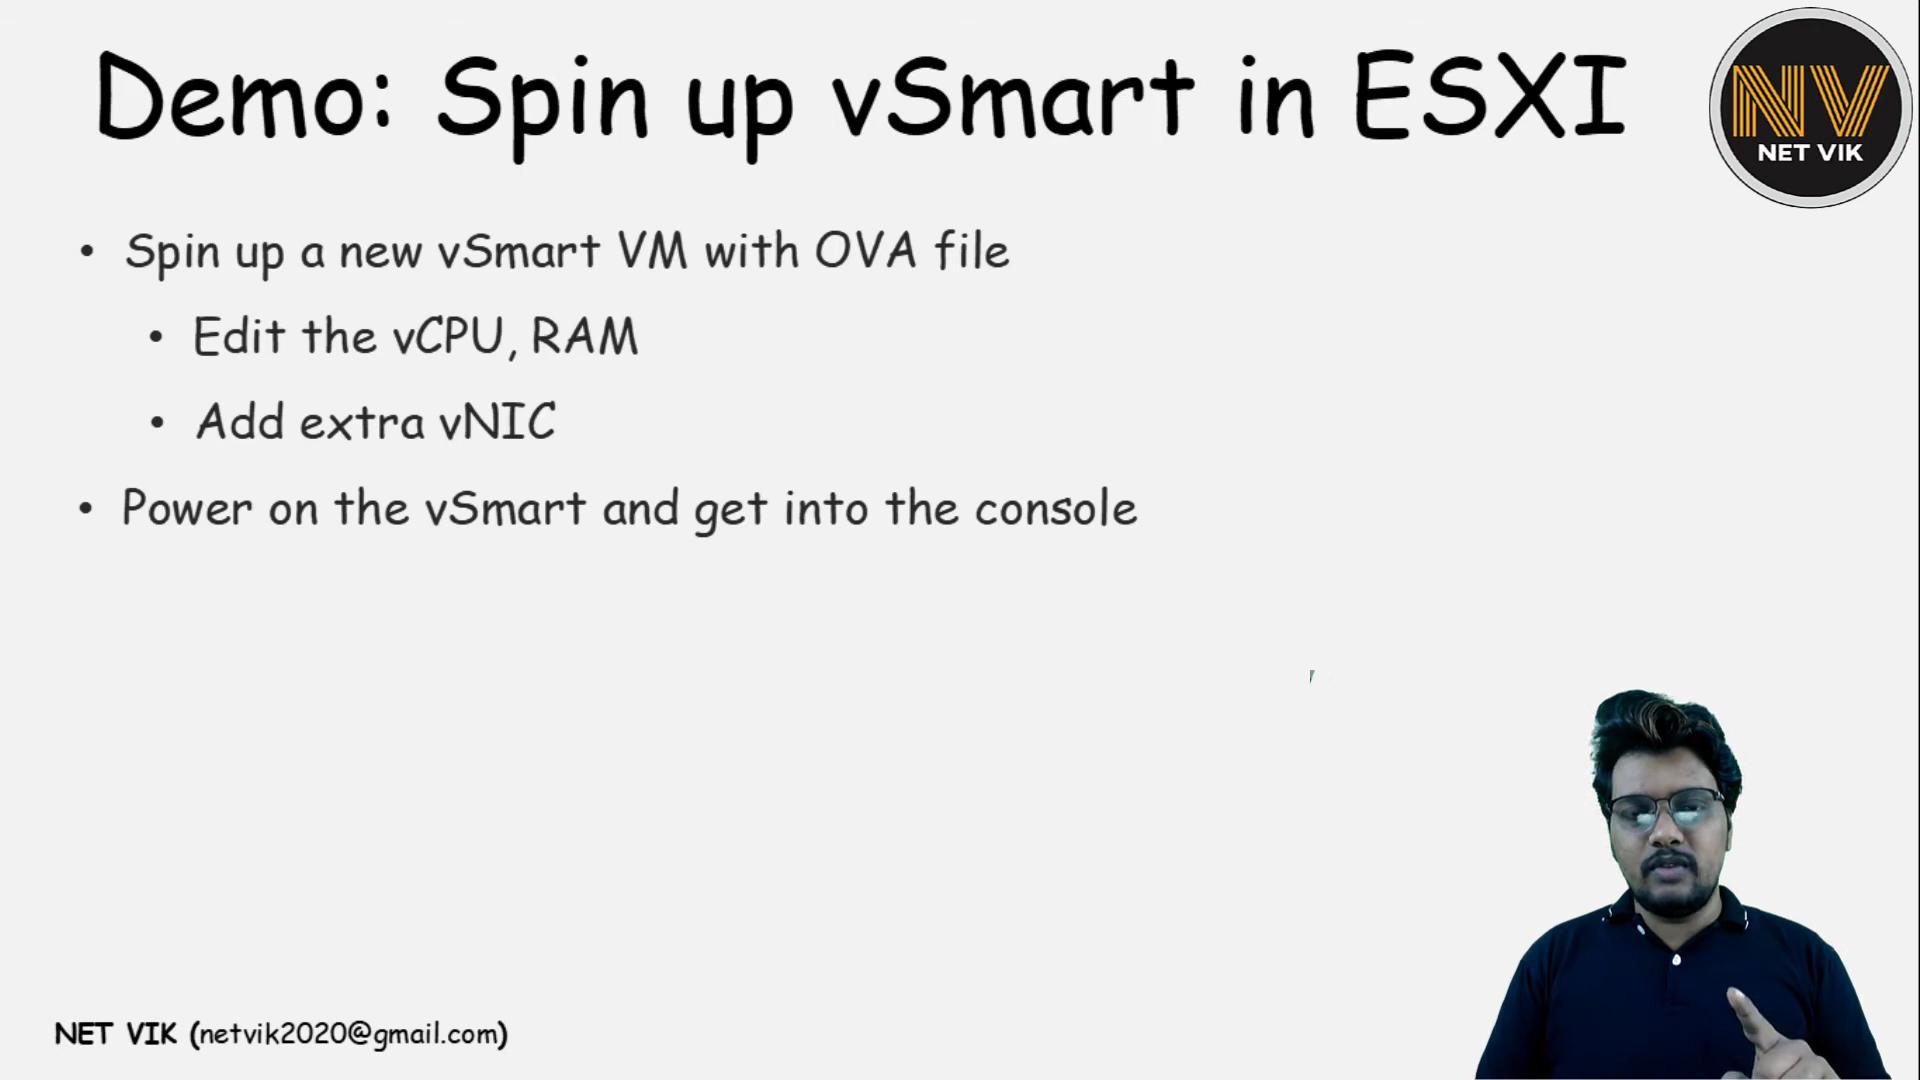 Demo: Spin up vSmart in ESXI
NV
NET VIK
• Spin up a new vSmart VM with OVA file
• Edit the vCPU, RAM
• Add extra vNIC
• Power on the vSmart and get into the console
NET VIK (netvik2020@gmail.com)